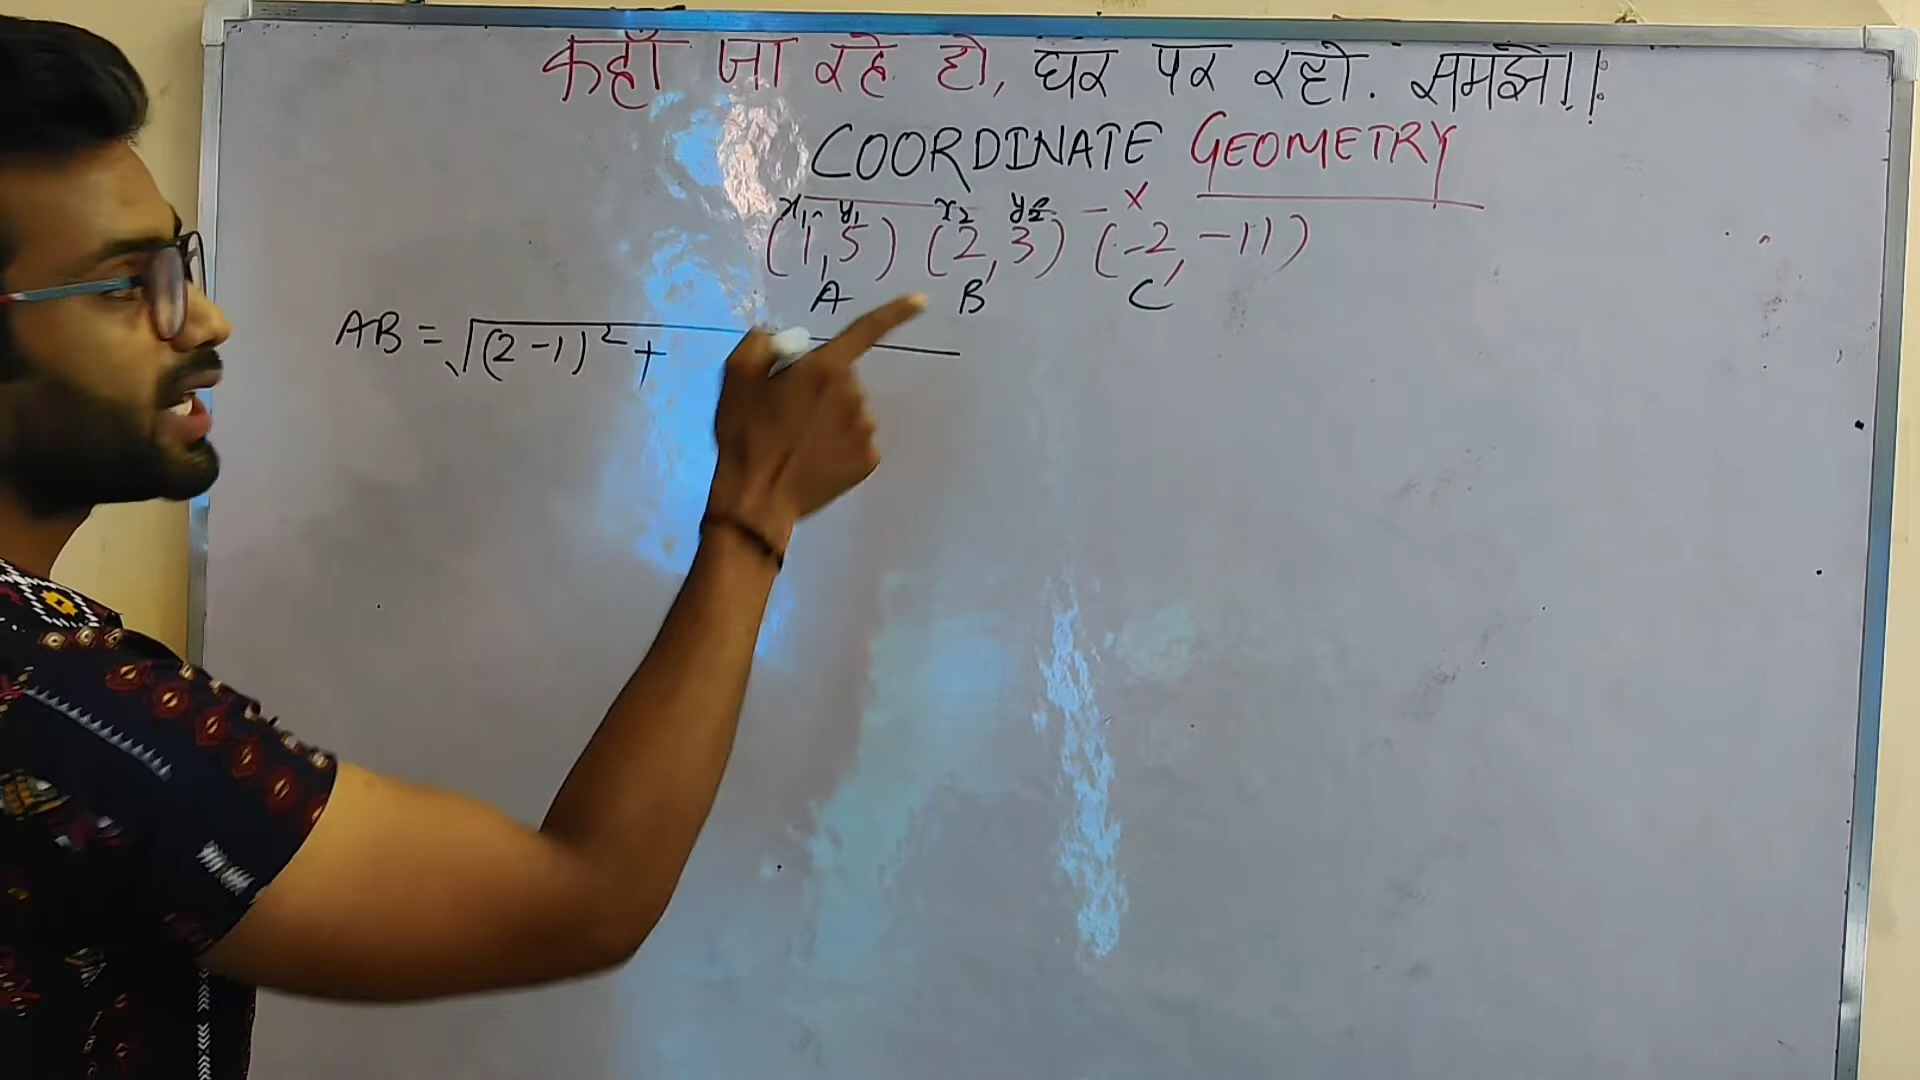 कहाँ जा रहे हो, घर पर रहो. समझे!!
COORDINATE GEOMETRY
x₁ y₁ x₂ y₂ - x
(1,5) (2,3) (-2,-11)
A B C
AB = √(2-1)² +